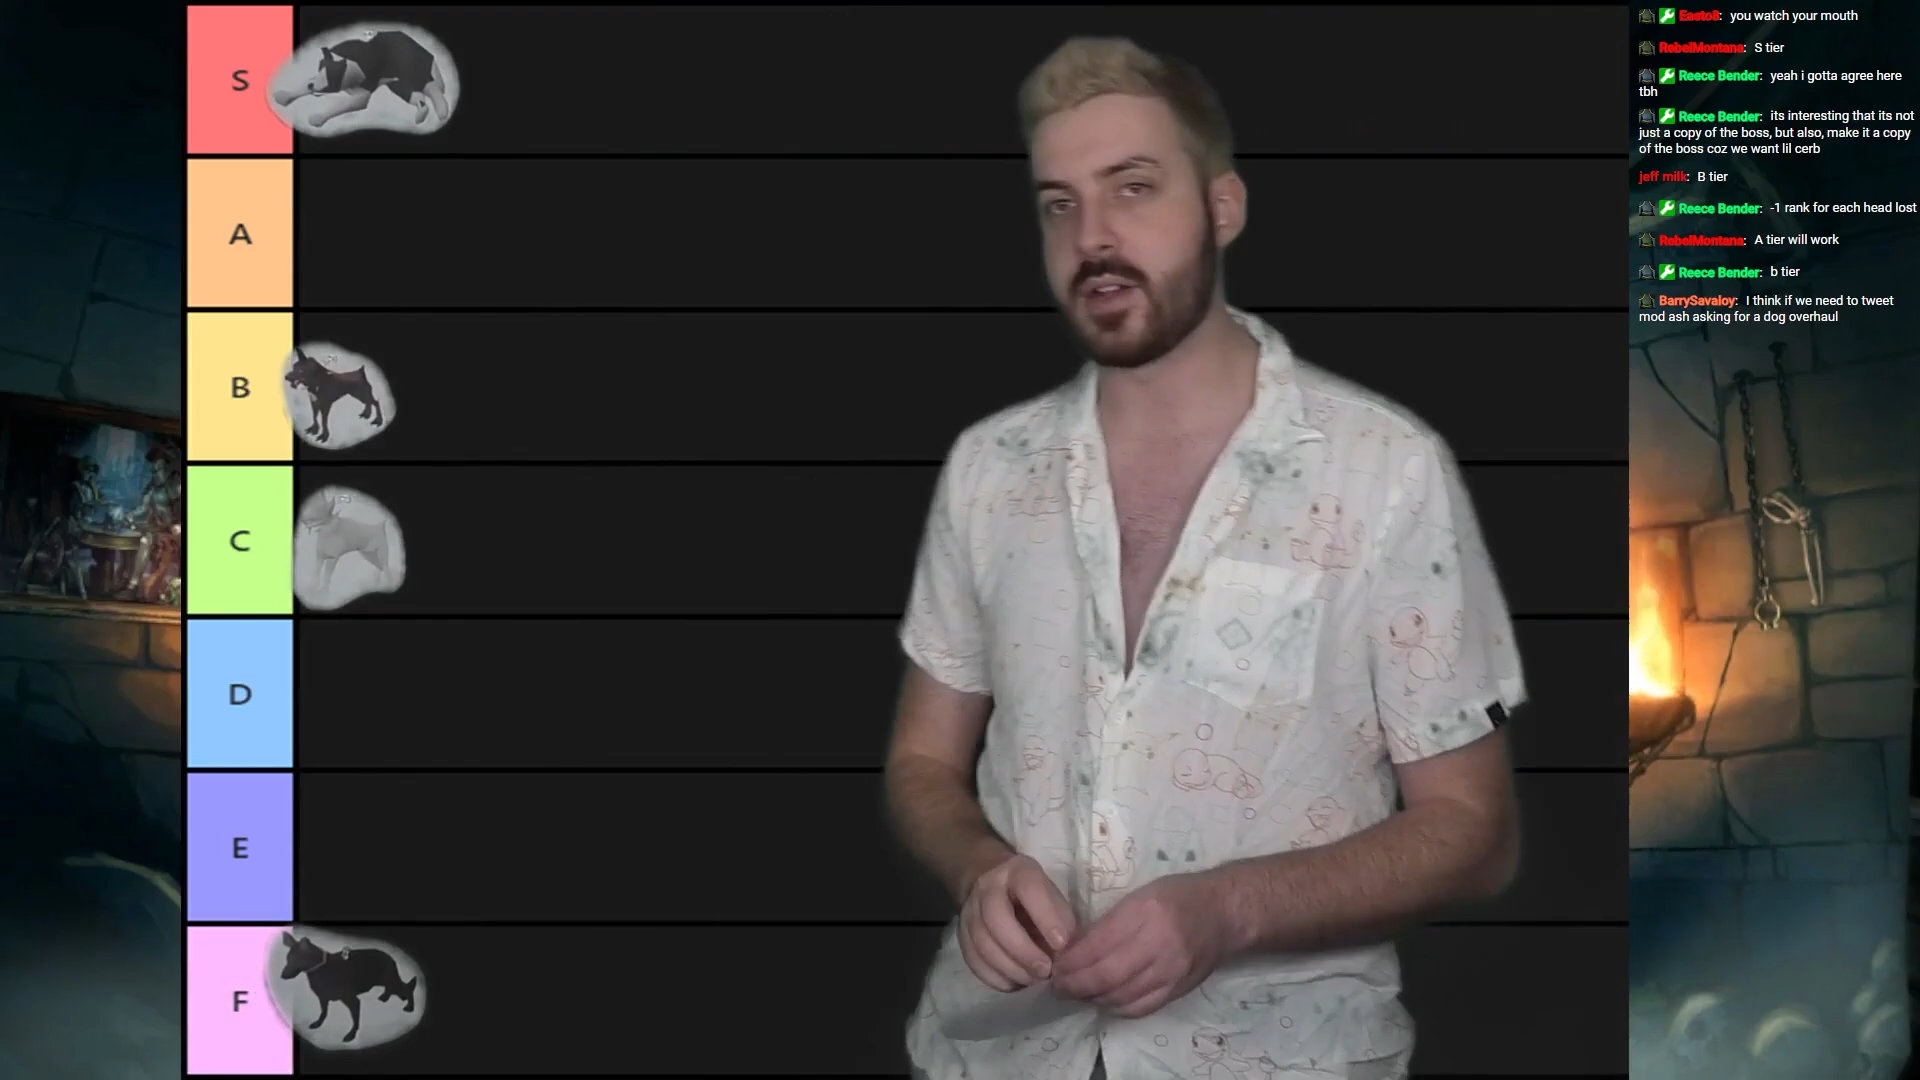 S
A
B
C
D
E
F
Easto8: you watch your mouth
RebelMontana: S tier
Reece Bender: yeah i gotta agree here
tbh
Reece Bender: its interesting that its not
just a copy of the boss, but also, make it a copy
of the boss coz we want lil cerb
jeff milk: B tier
Reece Bender: -1 rank for each head lost
RebelMontana: A tier will work
Reece Bender: b tier
BarrySavaloy: I think if we need to tweet
mod ash asking for a dog overhaul